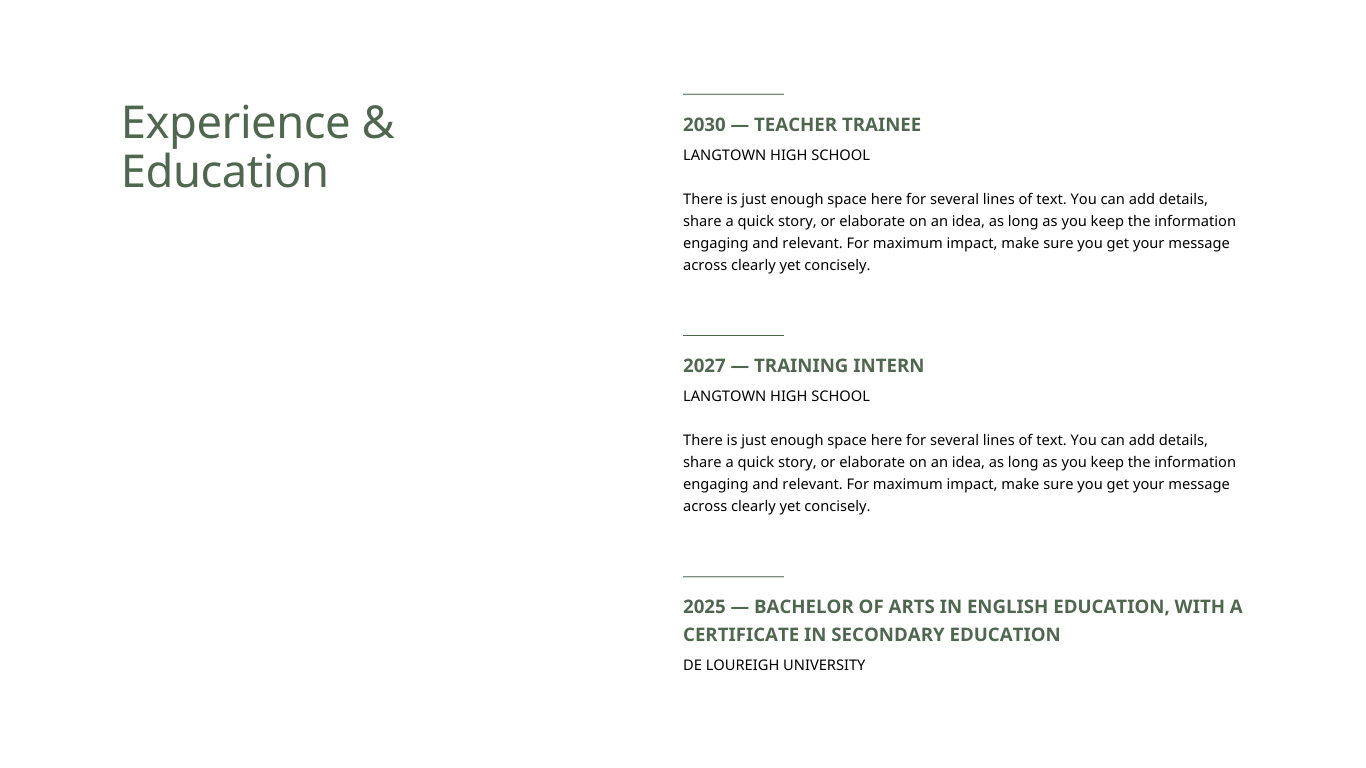 Experience &
Education
2030 — TEACHER TRAINEE
LANGTOWN HIGH SCHOOL
There is just enough space here for several lines of text. You can add details,
share a quick story, or elaborate on an idea, as long as you keep the information
engaging and relevant. For maximum impact, make sure you get your message
across clearly yet concisely.
2027 — TRAINING INTERN
LANGTOWN HIGH SCHOOL
There is just enough space here for several lines of text. You can add details,
share a quick story, or elaborate on an idea, as long as you keep the information
engaging and relevant. For maximum impact, make sure you get your message
across clearly yet concisely.
2025 — BACHELOR OF ARTS IN ENGLISH EDUCATION, WITH A
CERTIFICATE IN SECONDARY EDUCATION
DE LOUREIGH UNIVERSITY